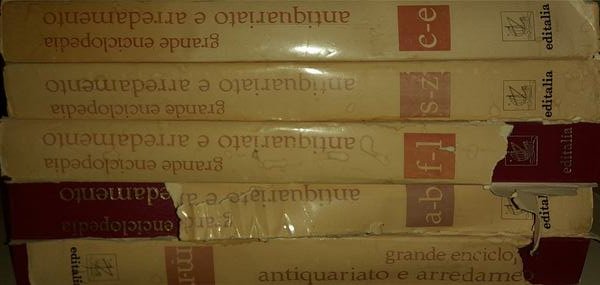 grande enciclopedia
antiquariato e arredamento
c-e
editalia
grande enciclopedia
antiquariato e arredamento
s-z
editalia
grande enciclopedia
antiquariato e arredamento
f-l
editalia
enciclopedia
antiquariato e arredamento
a-b
editalia
editalia
m-r
grande enciclo
antiquariato e arredame